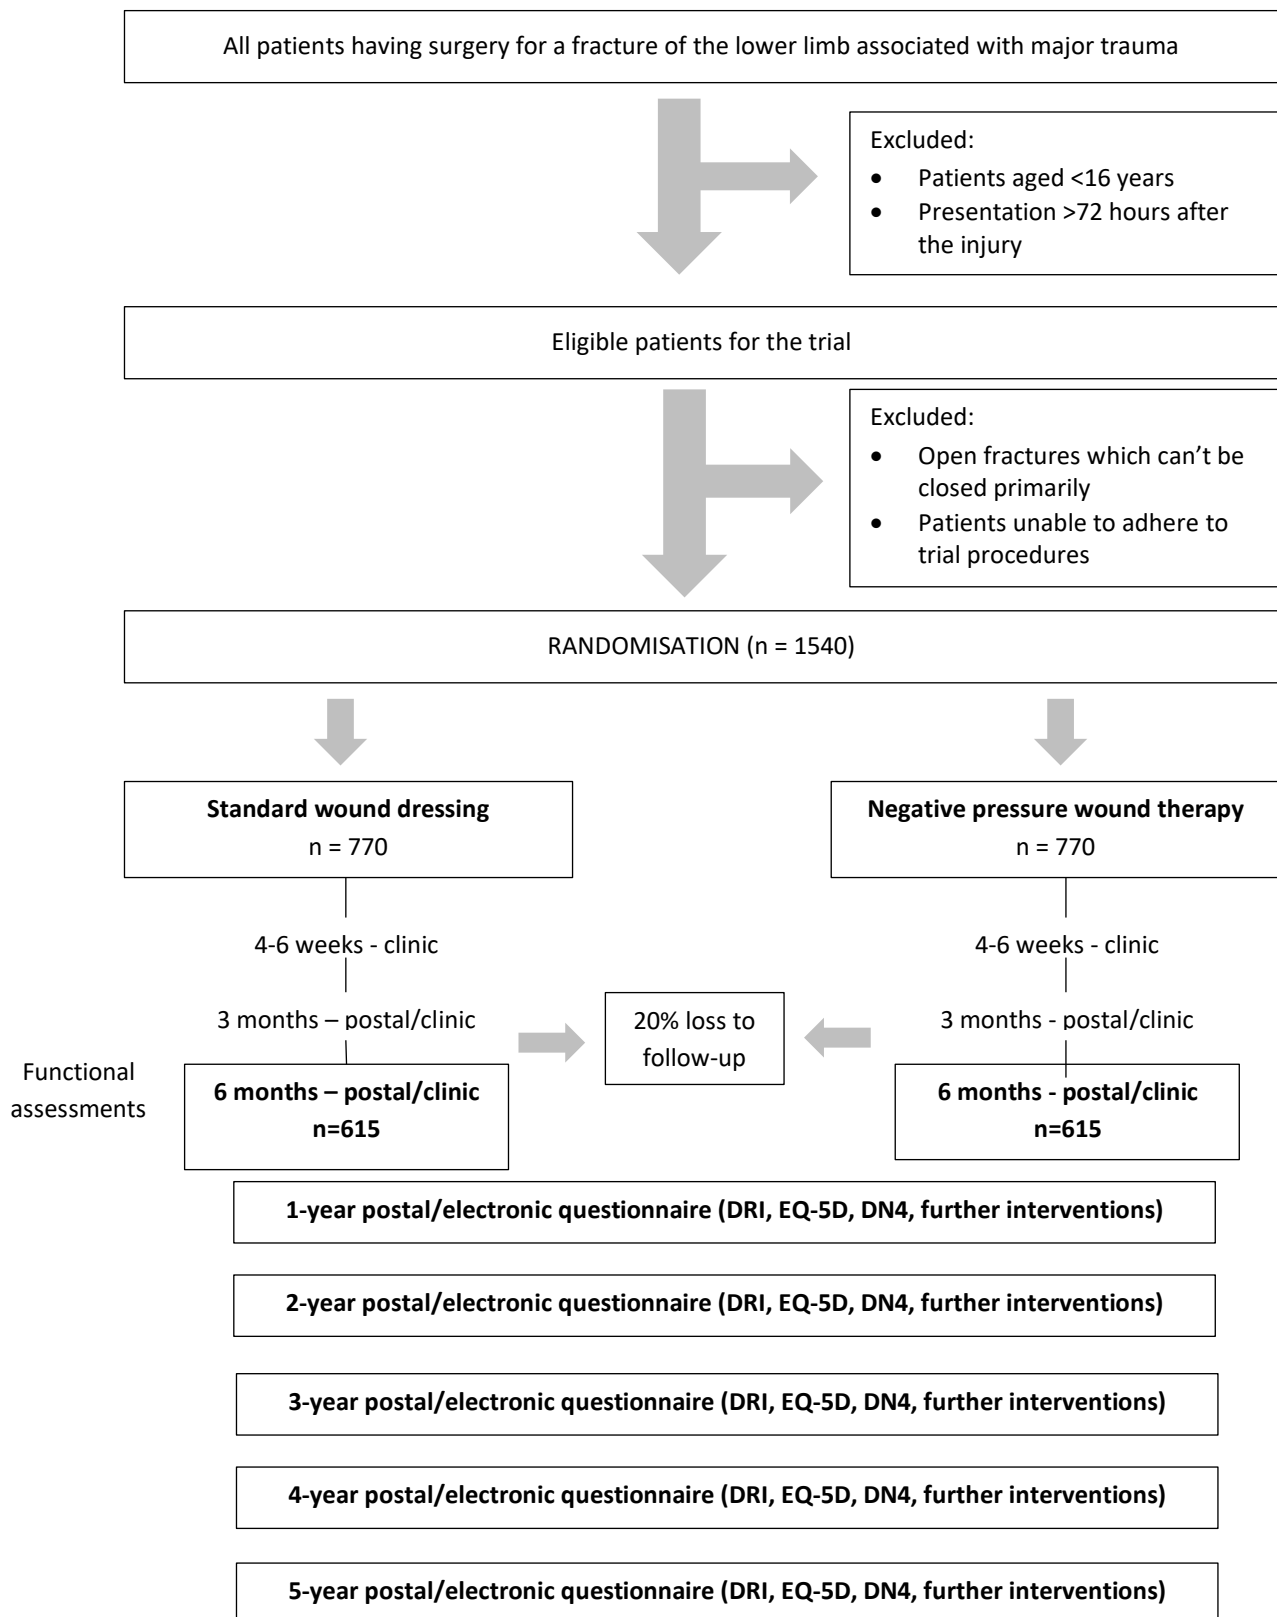 All patients having surgery for a fracture of the lower limb associated with major trauma
Excluded:
• Patients aged <16 years
• Presentation >72 hours after
the injury
Eligible patients for the trial
Excluded:
• Open fractures which can’t be
closed primarily
• Patients unable to adhere to
trial procedures
RANDOMISATION (n = 1540)
Standard wound dressing
n = 770
Negative pressure wound therapy
n = 770
4-6 weeks - clinic
4-6 weeks - clinic
3 months – postal/clinic
20% loss to
follow-up
3 months - postal/clinic
Functional
assessments
6 months – postal/clinic
n=615
6 months - postal/clinic
n=615
1-year postal/electronic questionnaire (DRI, EQ-5D, DN4, further interventions)
2-year postal/electronic questionnaire (DRI, EQ-5D, DN4, further interventions)
3-year postal/electronic questionnaire (DRI, EQ-5D, DN4, further interventions)
4-year postal/electronic questionnaire (DRI, EQ-5D, DN4, further interventions)
5-year postal/electronic questionnaire (DRI, EQ-5D, DN4, further interventions)